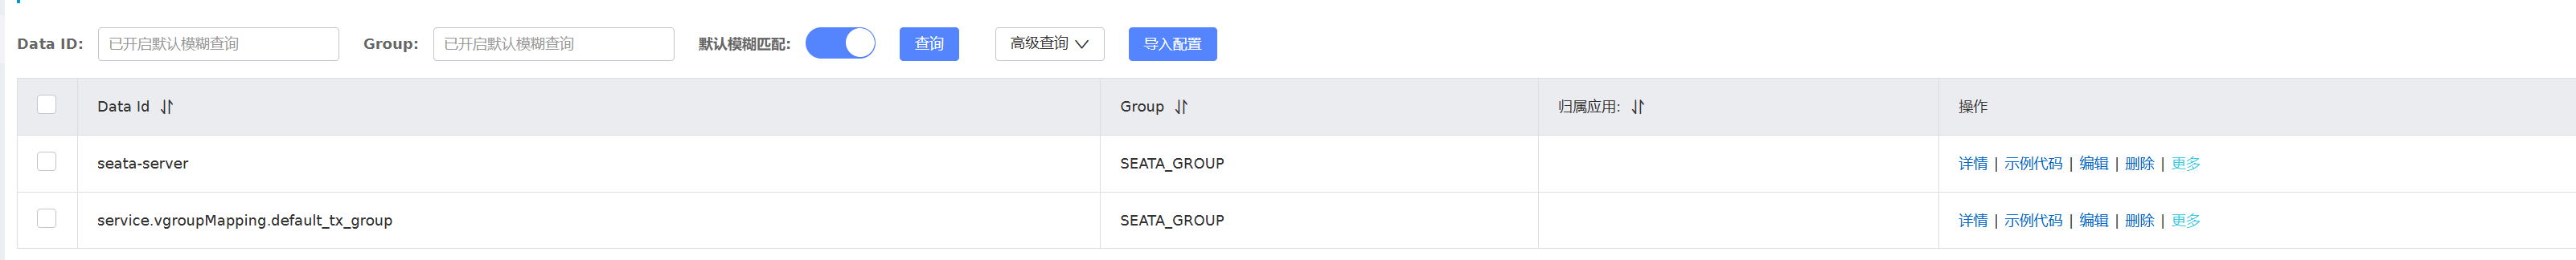 Data ID: 已开启默认模糊查询 Group: 已开启默认模糊查询 默认模糊匹配: 查询 高级查询 导入配置
Data Id Group 归属应用: 操作
seata-server SEATA_GROUP 详情 | 示例代码 | 编辑 | 删除 | 更多
service.vgroupMapping.default_tx_group SEATA_GROUP 详情 | 示例代码 | 编辑 | 删除 | 更多